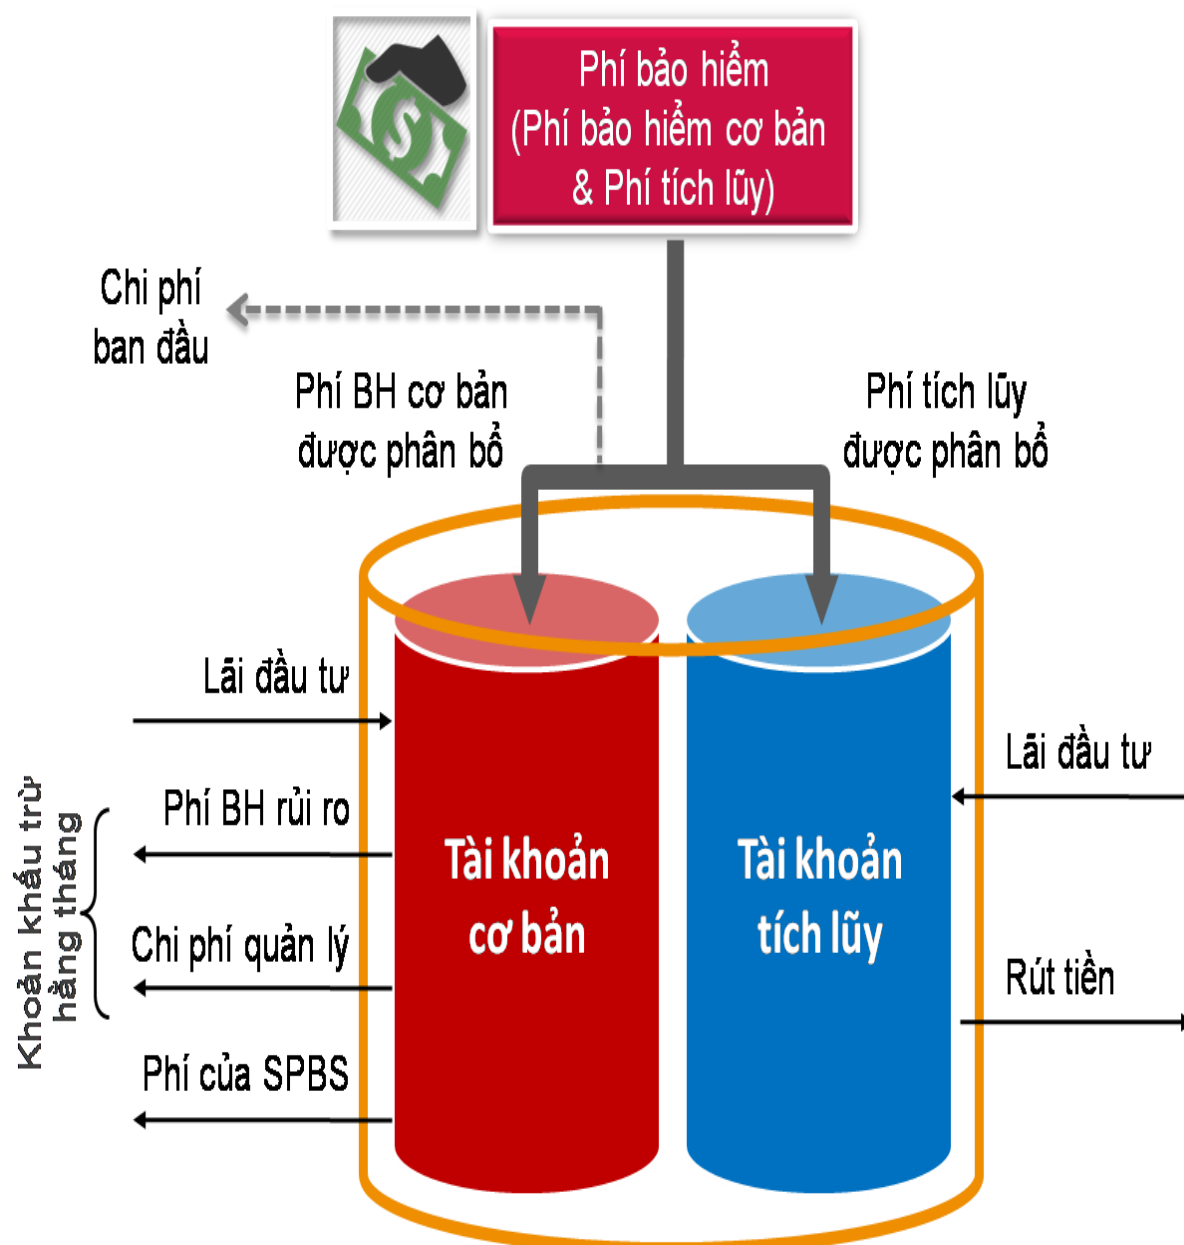 Phí bảo hiểm
(Phí bảo hiểm cơ bản
& Phí tích lũy)
Chi phí
ban đầu
Phí BH cơ bản
được phân bổ
Phí tích lũy
được phân bổ
Lãi đầu tư
Lãi đầu tư
Khoản khấu trừ
hằng tháng
Phí BH rủi ro
Chi phí quản lý
Phí của SPBS
Tài khoản
cơ bản
Tài khoản
tích lũy
Rút tiền